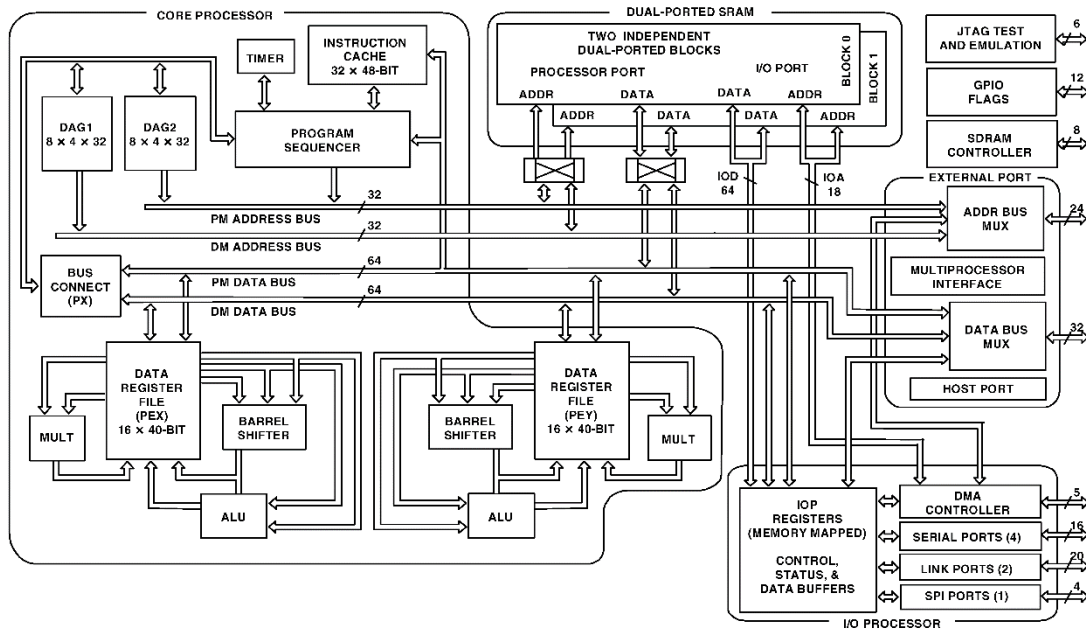 CORE PROCESSOR
TIMER
INSTRUCTION
CACHE
32 × 48-BIT
DAG1
8 × 4 × 32
DAG2
8 × 4 × 32
PROGRAM
SEQUENCER
DUAL-PORTED SRAM
TWO INDEPENDENT
DUAL-PORTED BLOCKS
PROCESSOR PORT
I/O PORT
BLOCK 0
BLOCK 1
ADDR
DATA
DATA
ADDR
ADDR
DATA
DATA
ADDR
JTAG TEST
AND EMULATION
6
GPIO
FLAGS
12
SDRAM
CONTROLLER
8
IOD
64
IOA
18
EXTERNAL PORT
ADDR BUS
MUX
24
MULTIPROCESSOR
INTERFACE
DATA BUS
MUX
32
HOST PORT
PM ADDRESS BUS
32
DM ADDRESS BUS
32
BUS
CONNECT
(PX)
PM DATA BUS
64
DM DATA BUS
64
MULT
DATA
REGISTER
FILE
(PEX)
16 × 40-BIT
BARREL
SHIFTER
ALU
BARREL
SHIFTER
DATA
REGISTER
FILE
(PEY)
16 × 40-BIT
MULT
ALU
IOP
REGISTERS
(MEMORY MAPPED)
CONTROL,
STATUS, &
DATA BUFFERS
DMA
CONTROLLER
5
SERIAL PORTS (4)
16
LINK PORTS (2)
20
SPI PORTS (1)
4
I/O PROCESSOR